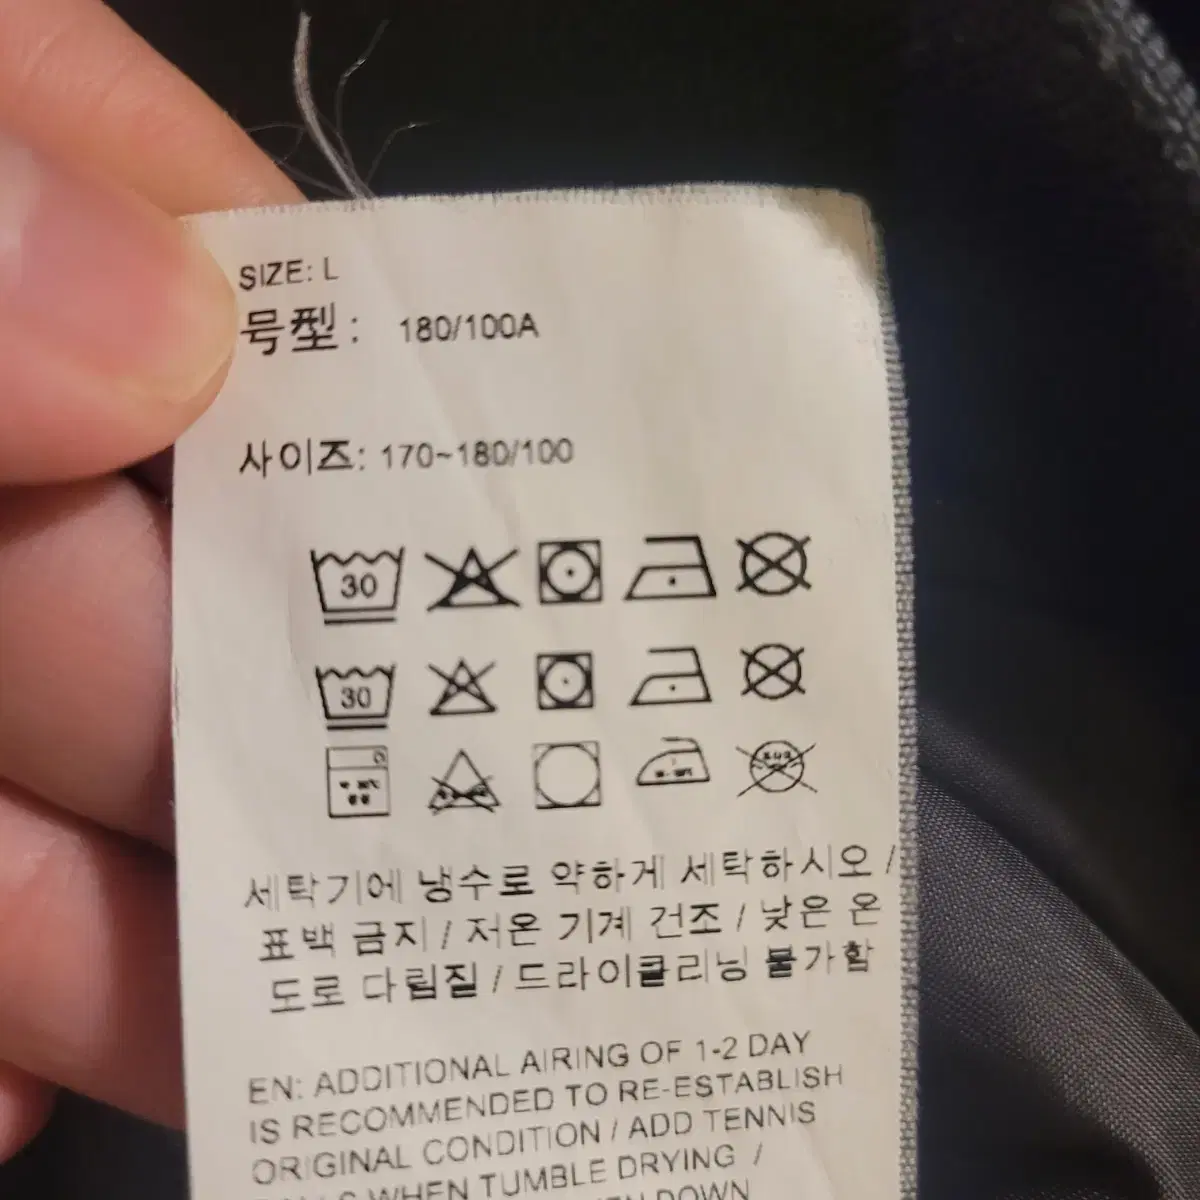 SIZE: L
号型: 180/100A
사이즈: 170~180/100
30
30
세탁기에 냉수로 약하게 세탁하시오 /
표백 금지 / 저온 기계 건조 / 낮은 온
도로 다림질 / 드라이클리닝 불가함
EN: ADDITIONAL AIRING OF 1-2 DAY
IS RECOMMENDED TO RE-ESTABLISH
ORIGINAL CONDITION / ADD TENNIS
WHEN TUMBLE DRYING /
DOWN